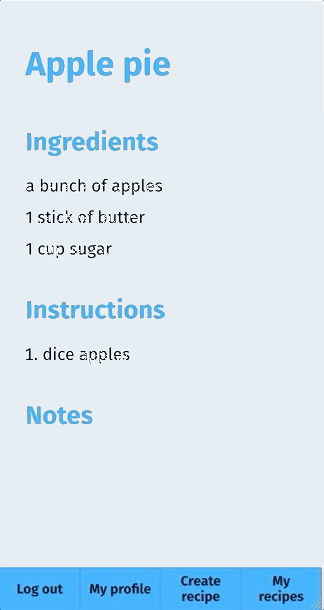 Apple pie
Ingredients
a bunch of apples
1 stick of butter
1 cup sugar
Instructions
1. dice apples
Notes
Log out
My profile
Create
recipe
My
recipes